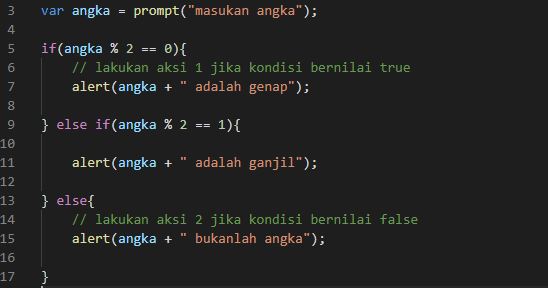 3 var angka = prompt("masukan angka");
4
5 if(angka % 2 == 0){
6 // lakukan aksi 1 jika kondisi bernilai true
7 alert(angka + " adalah genap");
8
9 } else if(angka % 2 == 1){
10
11 alert(angka + " adalah ganjil");
12
13 } else{
14 // lakukan aksi 2 jika kondisi bernilai false
15 alert(angka + " bukanlah angka");
16
17 }